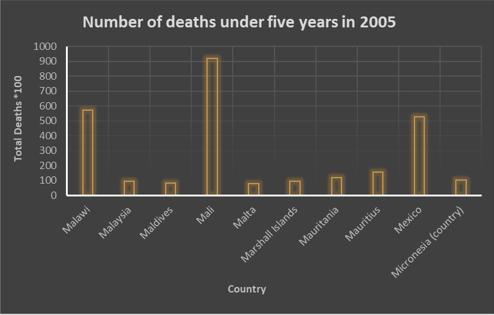 Number of deaths under five years in 2005
Total Deaths *100
1000
900
800
700
600
500
400
300
200
100
0
Malawi
Malaysia
Maldives
Mali
Malta
Marshall Islands
Mauritania
Mauritius
Mexico
Micronesia (country)
Country